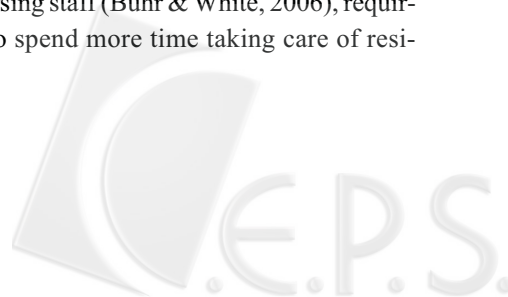 sing staff (Buhr & White, 2006), requir-
spend more time taking care of resi-
C.E.P.S.